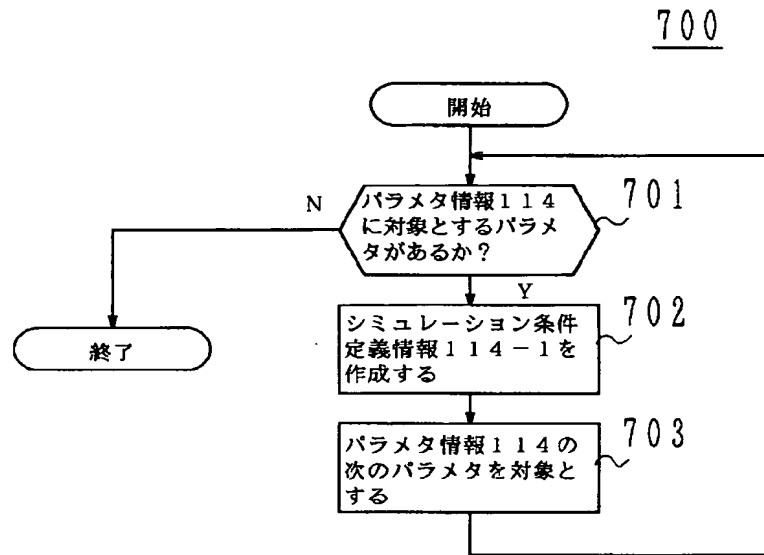 700
開始
N
パラメタ情報114
に対象とするパラメ
タがあるか?
701
Y
シミュレーション条件
定義情報114-1を
作成する
702
終了
パラメタ情報114の
次のパラメタを対象と
する
703